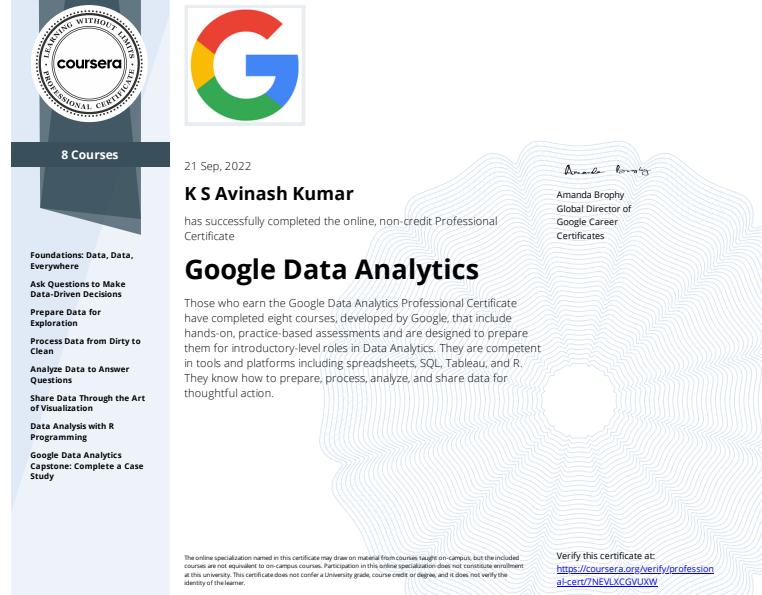 LEARNING WITHOUT LIMITS
coursera
PROFESSIONAL CERTIFICATE
8 Courses
Foundations: Data, Data,
Everywhere
Ask Questions to Make
Data-Driven Decisions
Prepare Data for
Exploration
Process Data from Dirty to
Clean
Analyze Data to Answer
Questions
Share Data Through the Art
of Visualization
Data Analysis with R
Programming
Google Data Analytics
Capstone: Complete a Case
Study
G
21 Sep, 2022
K S Avinash Kumar
has successfully completed the online, non-credit Professional
Certificate
Google Data Analytics
Those who earn the Google Data Analytics Professional Certificate
have completed eight courses, developed by Google, that include
hands-on, practice-based assessments and are designed to prepare
them for introductory-level roles in Data Analytics. They are competent
in tools and platforms including spreadsheets, SQL, Tableau, and R.
They know how to prepare, process, analyze, and share data for
thoughtful action.
Amanda Brophy
Global Director of
Google Career
Certificates
The online specialization named in this certificate may draw on material from courses taught on-campus, but the included
courses are not equivalent to on-campus courses. Participation in this online specialization does not constitute enrollment
at this university. This certificate does not confer a University grade, course credit or degree, and it does not verify the
identity of the learner.
Verify this certificate at:
https://coursera.org/verify/profession
al-cert/7NEVLXCGVUXW